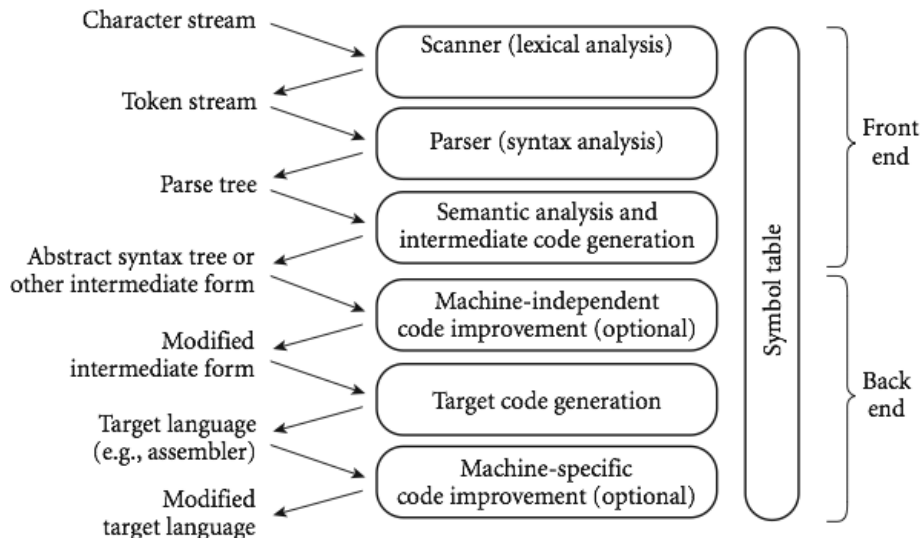 Character stream
Scanner (lexical analysis)
Token stream
Parser (syntax analysis)
Parse tree
Semantic analysis and
intermediate code generation
Abstract syntax tree or
other intermediate form
Machine-independent
code improvement (optional)
Modified
intermediate form
Target code generation
Target language
(e.g., assembler)
Machine-specific
code improvement (optional)
Modified
target language
Symbol table
Front
end
Back
end